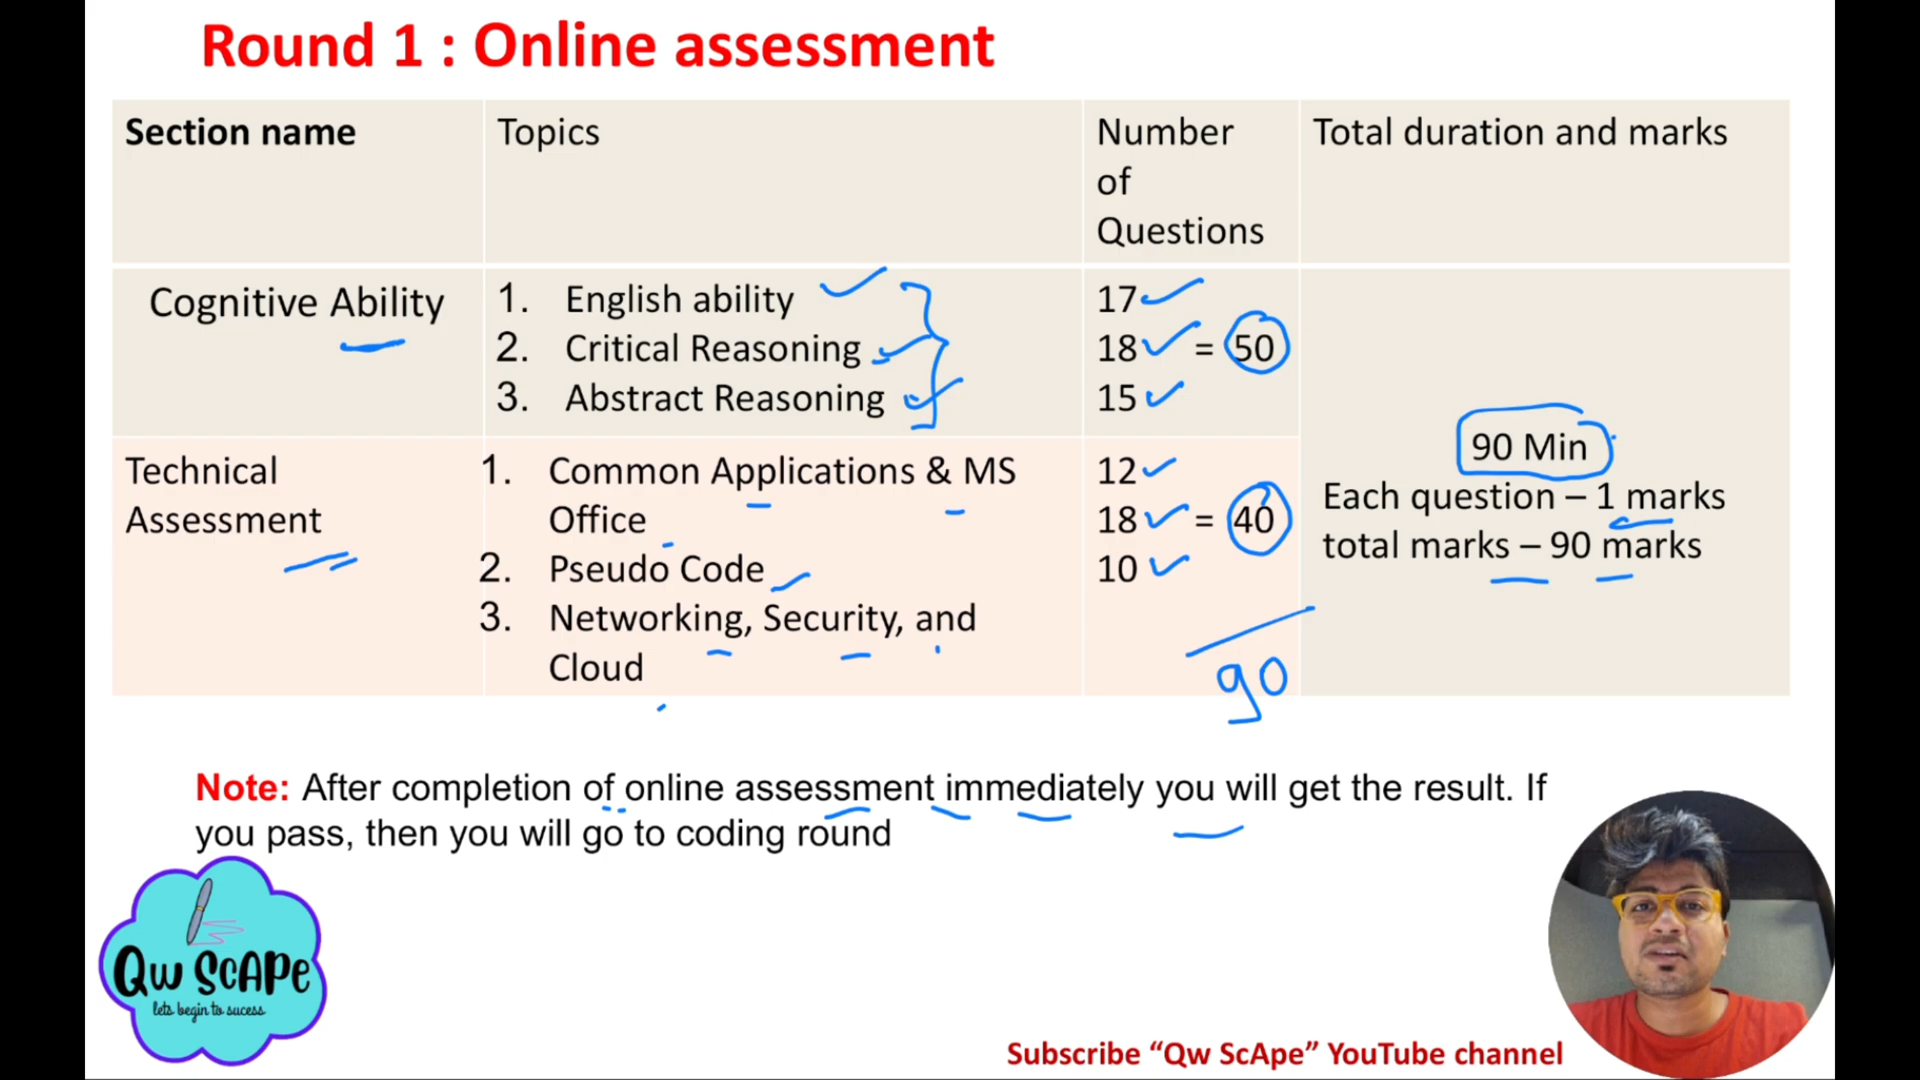 Round 1 : Online assessment
Section name
Topics
Number
of
Questions
Total duration and marks
Cognitive Ability
1. English ability
2. Critical Reasoning
3. Abstract Reasoning
17
18 = 50
15
Technical
Assessment
1. Common Applications & MS
Office
2. Pseudo Code
3. Networking, Security, and
Cloud
12
18 = 40
10
90
90 Min
Each question – 1 marks
total marks – 90 marks
Note: After completion of online assessment immediately you will get the result. If
you pass, then you will go to coding round
Qw ScAPe
lets begin to sucess
Subscribe “Qw ScApe” YouTube channel